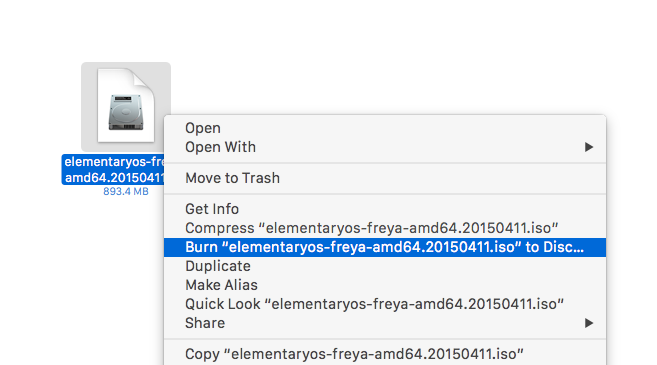 Open
Open With
Move to Trash
Get Info
Compress “elementaryos-freya-amd64.20150411.iso”
Burn “elementaryos-freya-amd64.20150411.iso” to Disc...
Duplicate
Make Alias
Quick Look “elementaryos-freya-amd64.20150411.iso”
Share
Copy “elementaryos-freya-amd64.20150411.iso”
elementaryos-fre
amd64.20150411
893.4 MB